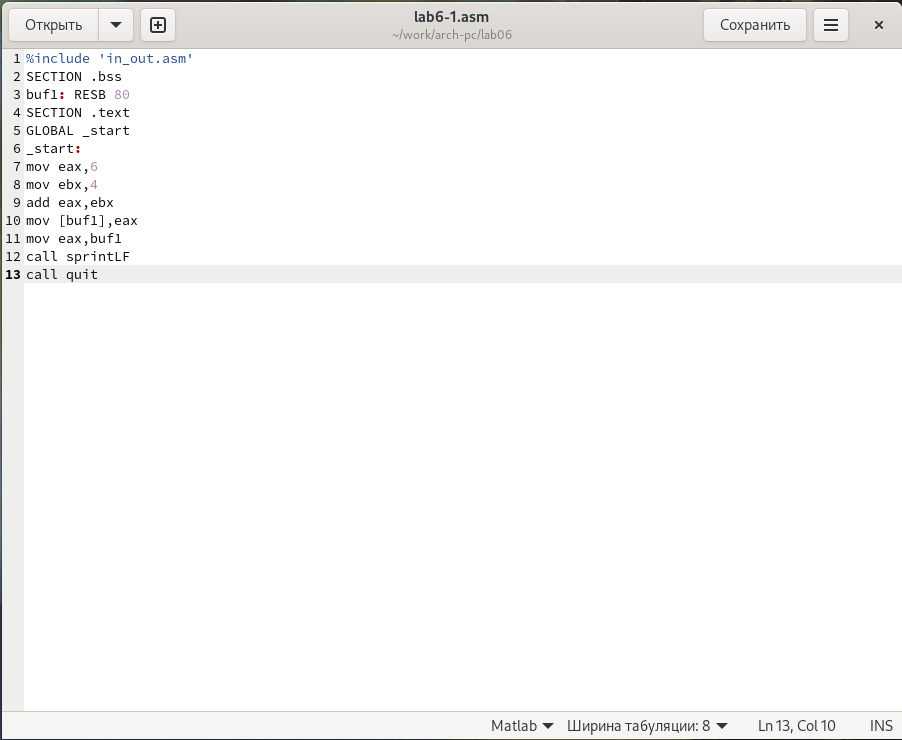 Открыть
lab6-1.asm
~/work/arch-pc/lab06
Сохранить
1 %include 'in_out.asm'
2 SECTION .bss
3 buf1: RESB 80
4 SECTION .text
5 GLOBAL _start
6 _start:
7 mov eax,6
8 mov ebx,4
9 add eax,ebx
10 mov [buf1],eax
11 mov eax,buf1
12 call sprintLF
13 call quit
Matlab Ширина табуляции: 8 Ln 13, Col 10 INS